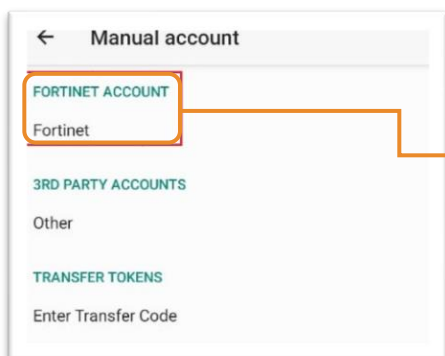 ← Manual account
FORTINET ACCOUNT
Fortinet
3RD PARTY ACCOUNTS
Other
TRANSFER TOKENS
Enter Transfer Code